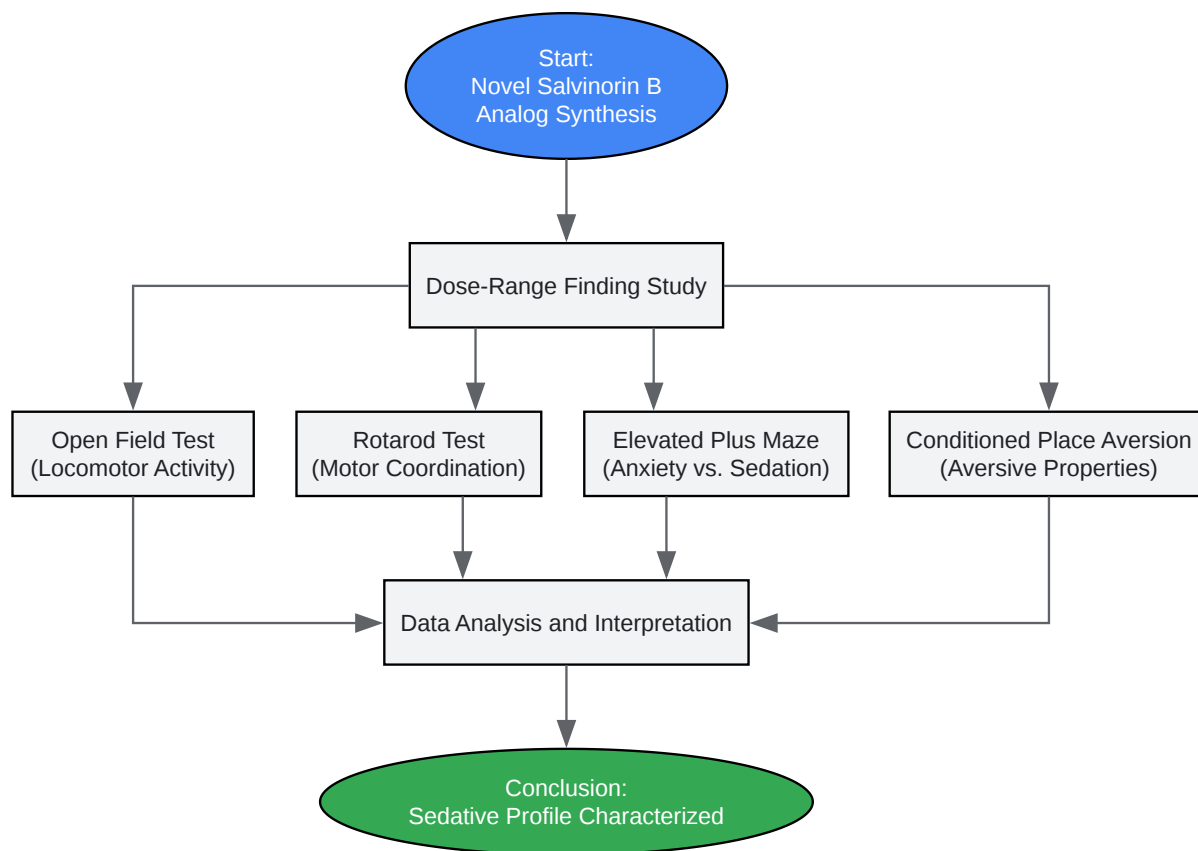 Start:
Novel Salvinorin B
Analog Synthesis
Dose-Range Finding Study
Open Field Test
(Locomotor Activity)
Rotarod Test
(Motor Coordination)
Elevated Plus Maze
(Anxiety vs. Sedation)
Conditioned Place Aversion
(Aversive Properties)
Data Analysis and Interpretation
Conclusion:
Sedative Profile Characterized